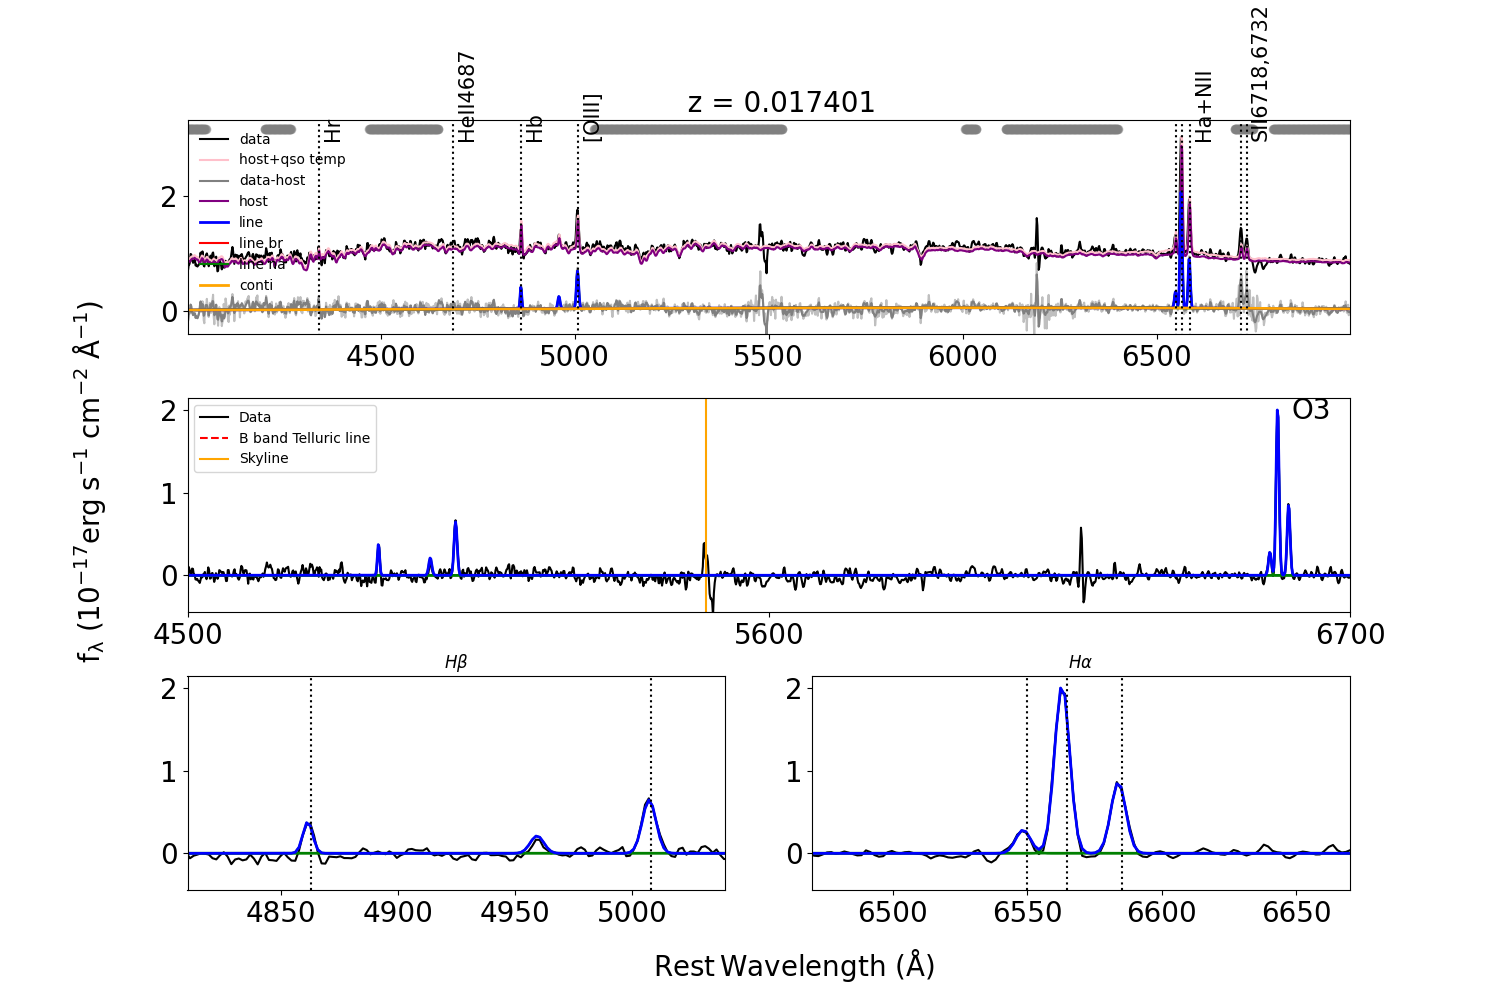 z = 0.017401
Hr
HeII4687
Hb
[OIII]
Ha+NII
SII6718,6732
data
host+qso temp
data-host
host
line
line br
line na
conti
2
0
4500 5000 5500 6000 6500
fλ (10⁻¹⁷erg s⁻¹ cm⁻² Å⁻¹)
Data
B band Telluric line
Skyline
O3
2
1
0
4500 5600 6700
Hβ
2
1
0
4850 4900 4950 5000
Hα
2
1
0
6500 6550 6600 6650
Rest Wavelength (Å)